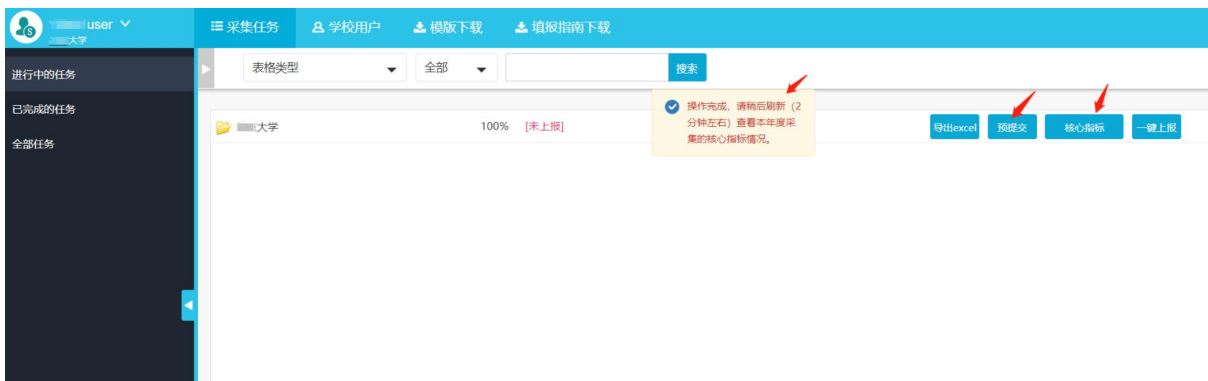 user
大学
采集任务 学校用户 模版下载 填报指南下载
进行中的任务
已完成的任务
全部任务
表格类型 全部 搜索
操作完成，请稍后刷新（2
分钟左右）查看本年度采
集的核心指标情况。
大学 100% [未上报]
导出excel 预提交 核心指标 一键上报